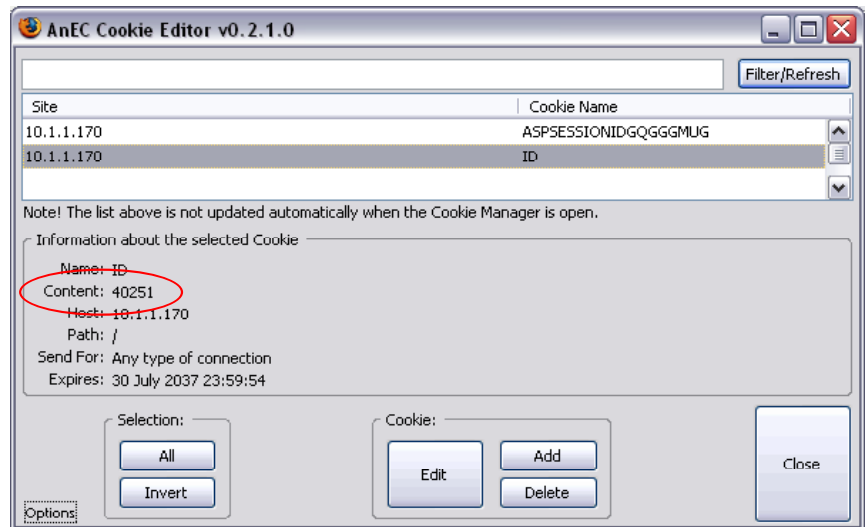 AnEC Cookie Editor v0.2.1.0
Filter/Refresh
Site Cookie Name
10.1.1.170 ASPSESSIONIDGQGGGMUG
10.1.1.170 ID
Note! The list above is not updated automatically when the Cookie Manager is open.
Information about the selected Cookie
Name: ID
Content: 40251
Host: 10.1.1.170
Path: /
Send For: Any type of connection
Expires: 30 July 2037 23:59:54
Selection: Cookie:
All Edit Add Close
Invert Delete
Options